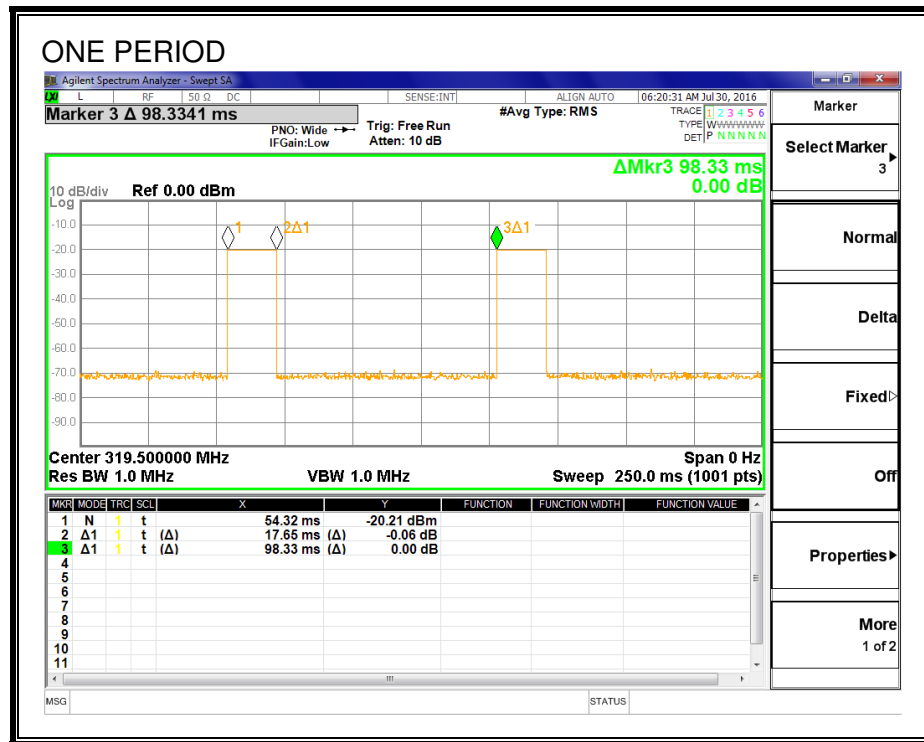 ONE PERIOD
Agilent Spectrum Analyzer - Swept SA
LXI L RF 50 Ω DC SENSE:INT ALIGN AUTO 06:20:31 AM Jul 30, 2016
Marker 3 Δ 98.3341 ms
PNO: Wide
IFGain:Low
Trig: Free Run
Atten: 10 dB
#Avg Type: RMS
TRACE 1 2 3 4 5 6
TYPE WWWWWW
DET P N N N N N
ΔMkr3 98.33 ms
0.00 dB
10 dB/div Ref 0.00 dBm
Log
1 2Δ1 3Δ1
-10.0
-20.0
-30.0
-40.0
-50.0
-60.0
-70.0
-80.0
-90.0
Center 319.500000 MHz Span 0 Hz
Res BW 1.0 MHz VBW 1.0 MHz Sweep 250.0 ms (1001 pts)
MKR MODE TRC SCL X Y FUNCTION FUNCTION WIDTH FUNCTION VALUE
1 N 1 t 54.32 ms -20.21 dBm
2 Δ1 1 t (Δ) 17.65 ms (Δ) -0.06 dB
3 Δ1 1 t (Δ) 98.33 ms (Δ) 0.00 dB
4
5
6
7
8
9
10
11
MSG STATUS
Marker
Select Marker
3
Normal
Delta
Fixed
Off
Properties
More
1 of 2